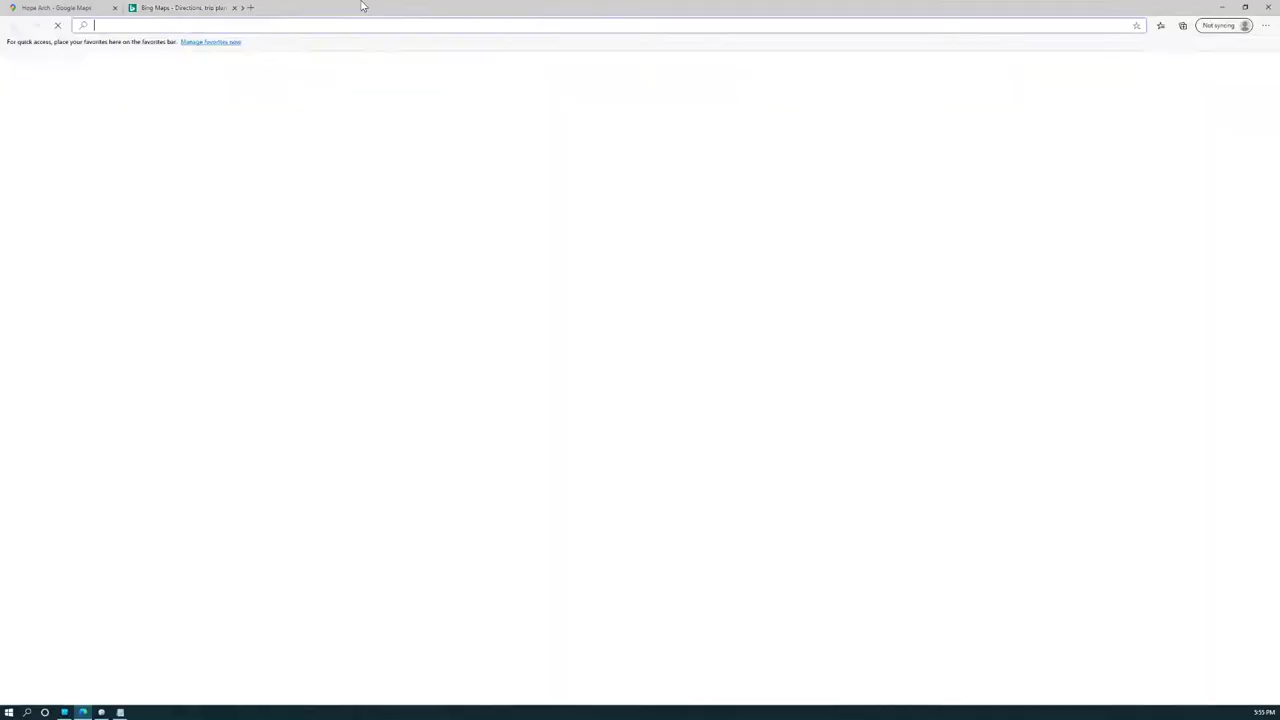 Hope Arch - Google Maps
Bing Maps - Directions, trip plan
Not syncing
For quick access, place your favorites here on the favorites bar. Manage favorites now
5:55 PM